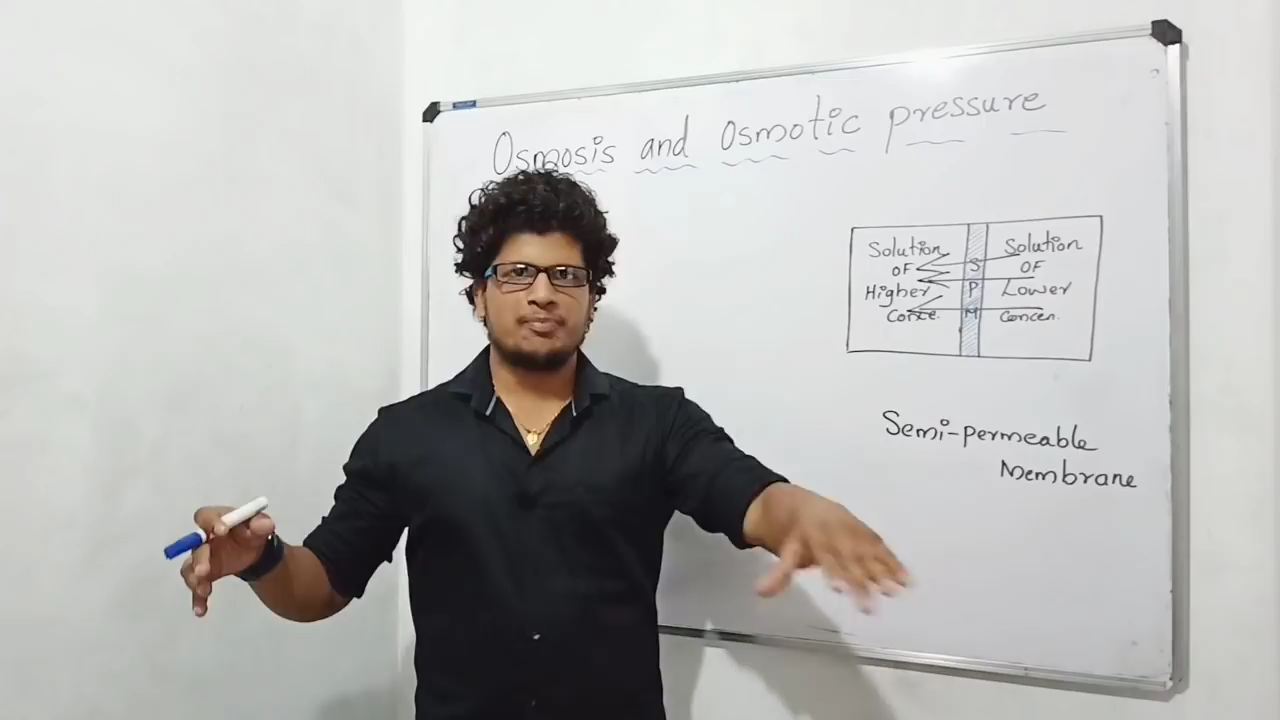 Osmosis and Osmotic pressure
Solution
OF
Higher
Conce.
S
P
M
Solution
OF
Lower
Concen.
Semi-permeable
Membrane